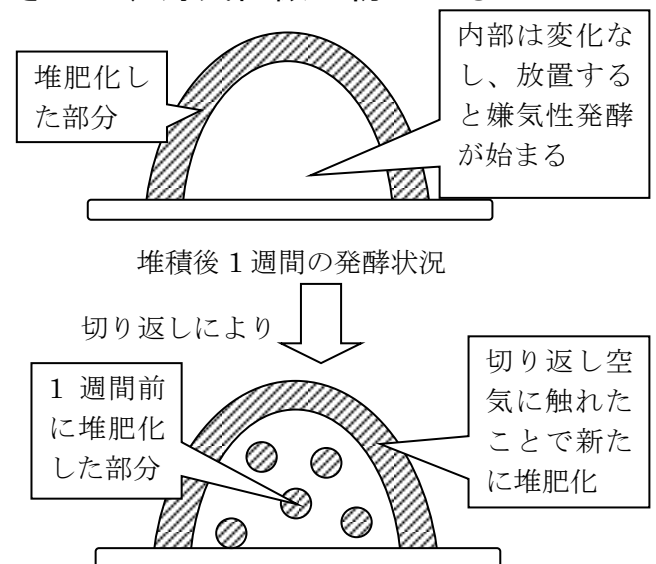 堆肥化し
た部分
内部は変化な
し、放置する
と嫌気性発酵
が始まる
堆積後1週間の発酵状況
切り返しにより
1 週間前
に堆肥化
した部分
切り返し空
気に触れた
ことで新た
に堆肥化